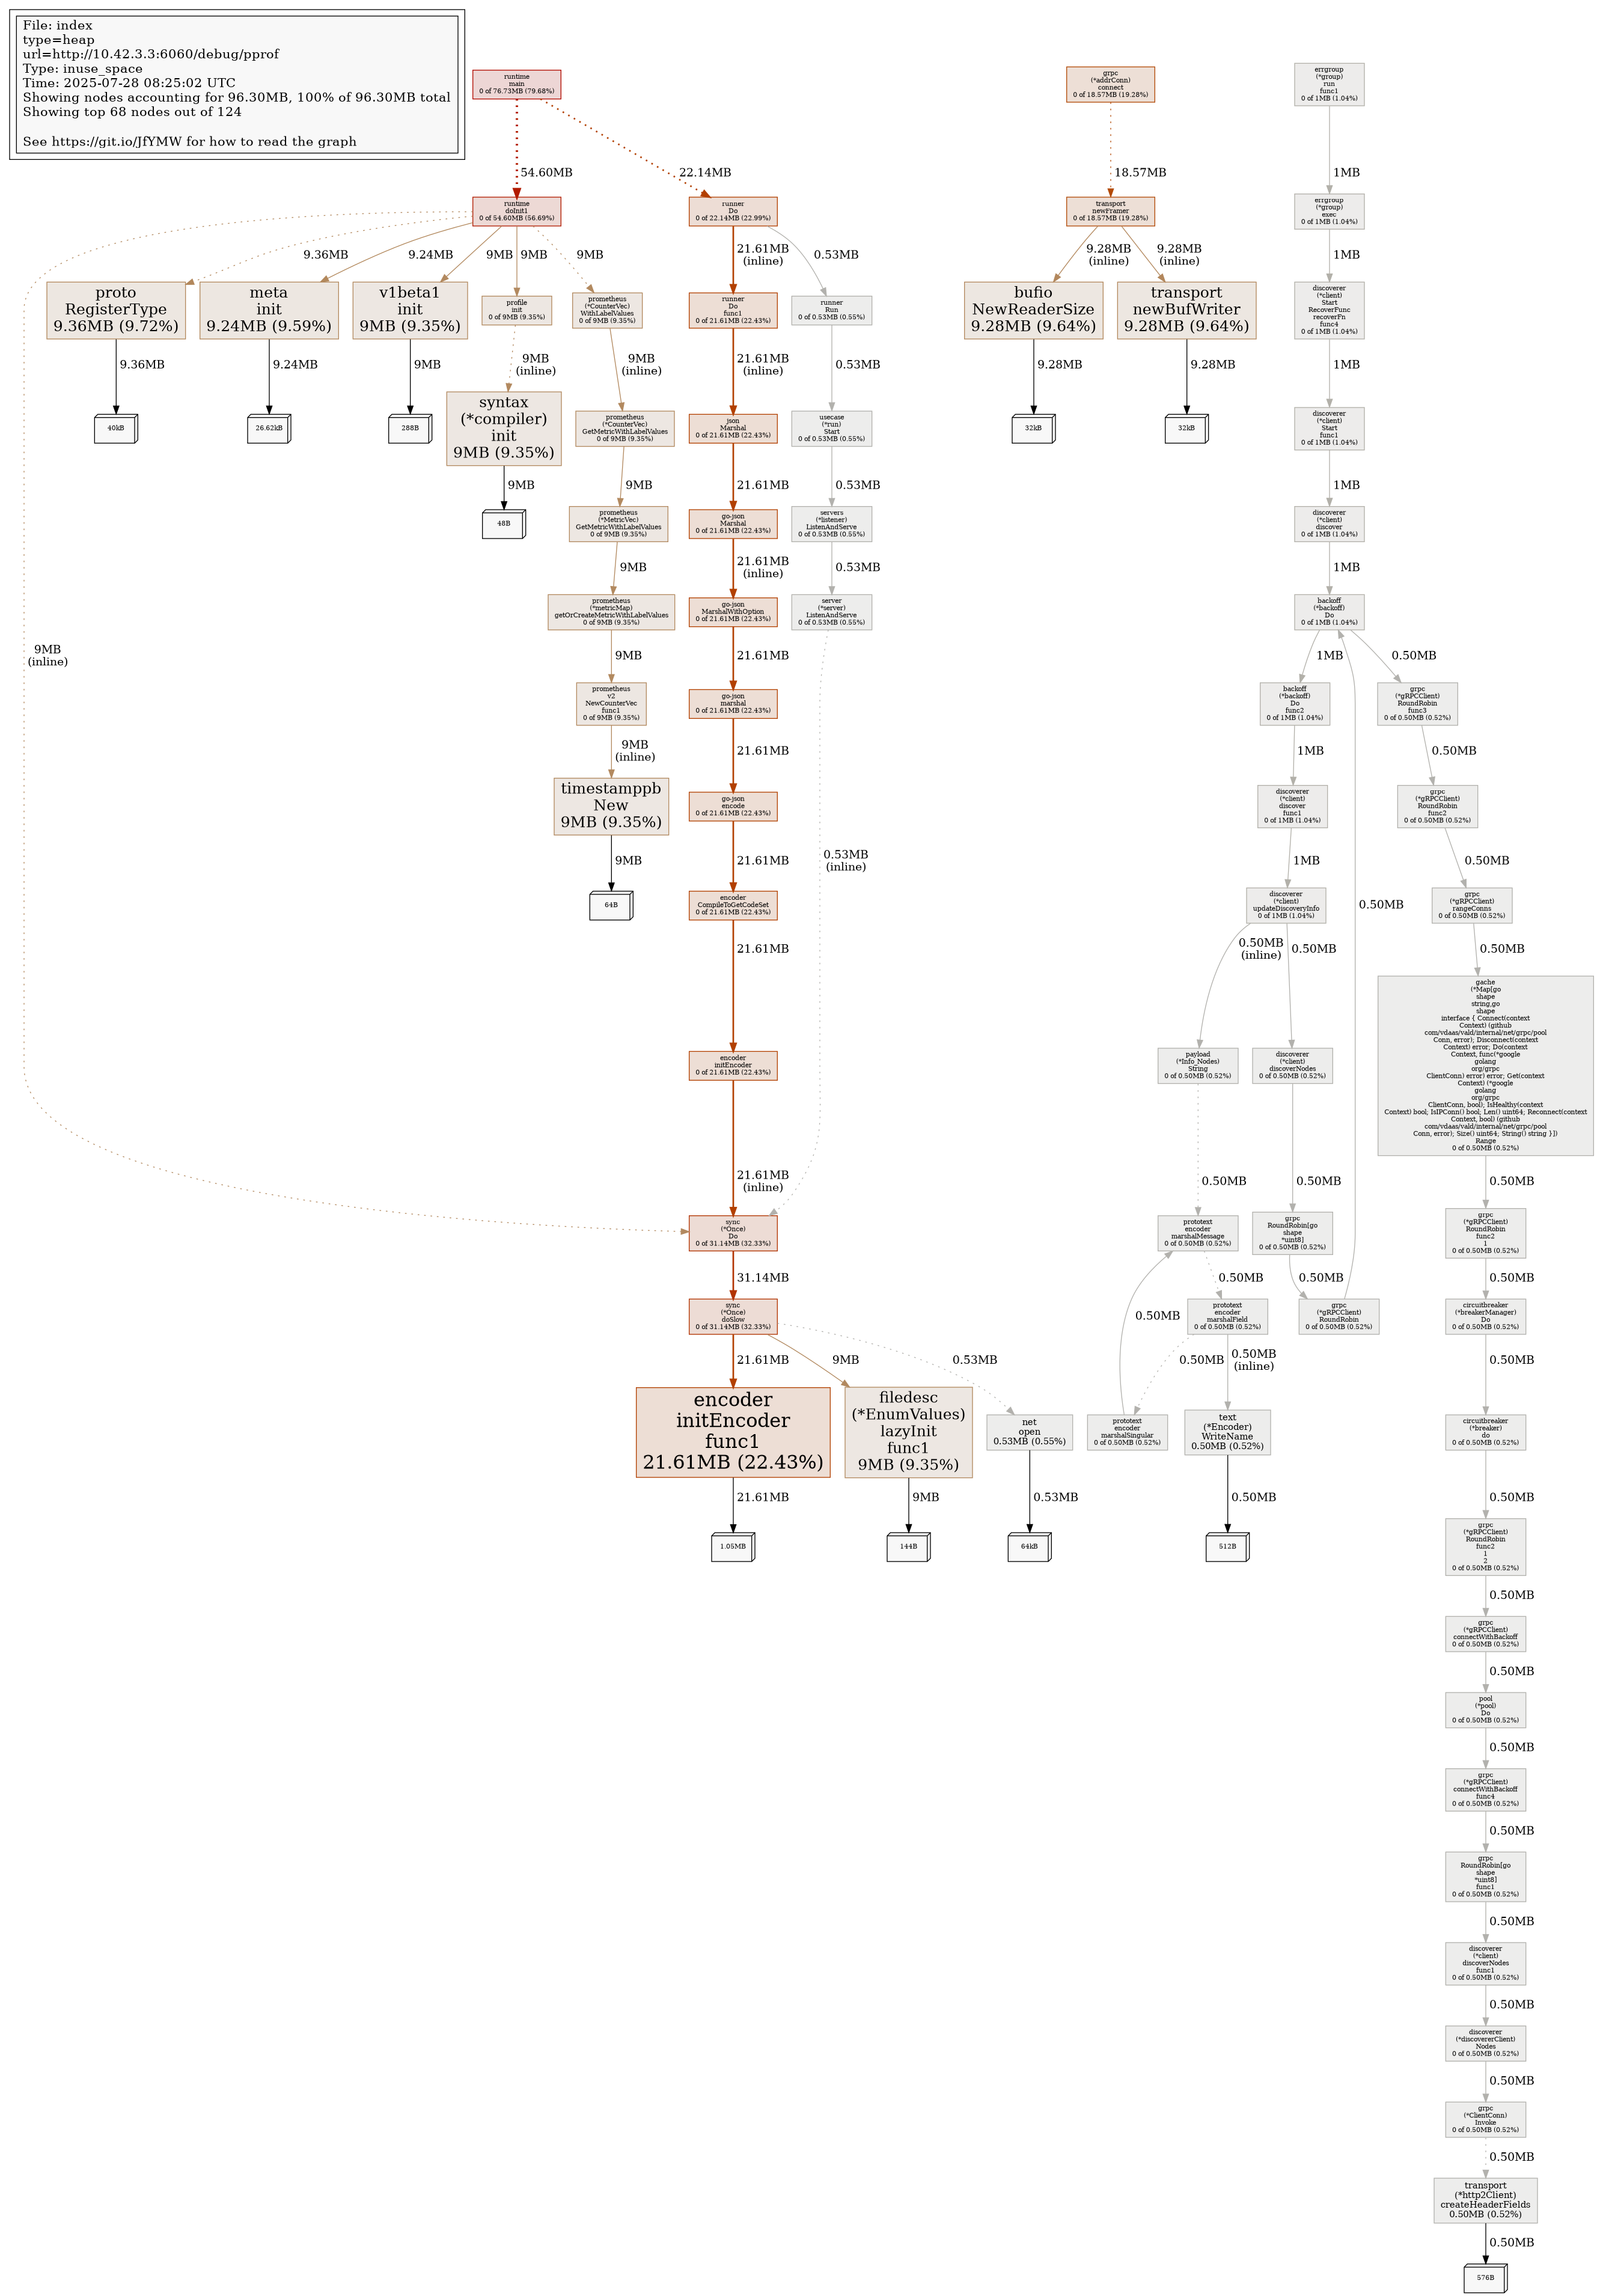 File: index
type=heap
url=http://10.42.3.3:6060/debug/pprof
Type: inuse_space
Time: 2025-07-28 08:25:02 UTC
Showing nodes accounting for 96.30MB, 100% of 96.30MB total
Showing top 68 nodes out of 124
See https://git.io/JfYMW for how to read the graph
runtime
main
0 of 76.73MB (79.68%)
grpc
(*addrConn)
connect
0 of 18.57MB (19.28%)
errgroup
(*group)
run
func1
0 of 1MB (1.04%)
54.60MB
22.14MB
18.57MB
1MB
runtime
doInit1
0 of 54.60MB (56.69%)
runner
Do
0 of 22.14MB (22.99%)
transport
newFramer
0 of 18.57MB (19.28%)
errgroup
(*group)
exec
0 of 1MB (1.04%)
9.36MB
9.24MB
9MB
9MB
9MB
21.61MB
(inline)
0.53MB
9.28MB
(inline)
9.28MB
(inline)
1MB
proto
RegisterType
9.36MB (9.72%)
meta
init
9.24MB (9.59%)
v1beta1
init
9MB (9.35%)
profile
init
0 of 9MB (9.35%)
prometheus
(*CounterVec)
WithLabelValues
0 of 9MB (9.35%)
runner
Do
func1
0 of 21.61MB (22.43%)
runner
Run
0 of 0.53MB (0.55%)
bufio
NewReaderSize
9.28MB (9.64%)
transport
newBufWriter
9.28MB (9.64%)
discoverer
(*client)
Start
RecoverFunc
recoverFn
func4
0 of 1MB (1.04%)
9.36MB
9.24MB
9MB
9MB
(inline)
9MB
(inline)
21.61MB
(inline)
0.53MB
9.28MB
9.28MB
1MB
40kB
26.62kB
288B
syntax
(*compiler)
init
9MB (9.35%)
prometheus
(*CounterVec)
GetMetricWithLabelValues
0 of 9MB (9.35%)
json
Marshal
0 of 21.61MB (22.43%)
usecase
(*run)
Start
0 of 0.53MB (0.55%)
32kB
32kB
discoverer
(*client)
Start
func1
0 of 1MB (1.04%)
9MB
9MB
21.61MB
0.53MB
1MB
48B
prometheus
(*MetricVec)
GetMetricWithLabelValues
0 of 9MB (9.35%)
go-json
Marshal
0 of 21.61MB (22.43%)
servers
(*listener)
ListenAndServe
0 of 0.53MB (0.55%)
discoverer
(*client)
discover
0 of 1MB (1.04%)
9MB
21.61MB
(inline)
0.53MB
1MB
prometheus
(*metricMap)
getOrCreateMetricWithLabelValues
0 of 9MB (9.35%)
go-json
MarshalWithOption
0 of 21.61MB (22.43%)
server
(*server)
ListenAndServe
0 of 0.53MB (0.55%)
backoff
(*backoff)
Do
0 of 1MB (1.04%)
9MB
(inline)
9MB
21.61MB
1MB
0.50MB
prometheus
v2
NewCounterVec
func1
0 of 9MB (9.35%)
go-json
marshal
0 of 21.61MB (22.43%)
backoff
(*backoff)
Do
func2
0 of 1MB (1.04%)
grpc
(*gRPCClient)
RoundRobin
func3
0 of 0.50MB (0.52%)
9MB
(inline)
21.61MB
1MB
0.50MB
timestamppb
New
9MB (9.35%)
go-json
encode
0 of 21.61MB (22.43%)
discoverer
(*client)
discover
func1
0 of 1MB (1.04%)
grpc
(*gRPCClient)
RoundRobin
func2
0 of 0.50MB (0.52%)
9MB
21.61MB
0.53MB
(inline)
1MB
0.50MB
64B
encoder
CompileToGetCodeSet
0 of 21.61MB (22.43%)
discoverer
(*client)
updateDiscoveryInfo
0 of 1MB (1.04%)
0.50MB
grpc
(*gRPCClient)
rangeConns
0 of 0.50MB (0.52%)
21.61MB
0.50MB
(inline)
0.50MB
0.50MB
gache
(*Map[go
shape
string,go
shape
interface { Connect(context
Context) (github
com/vdaas/vald/internal/net/grpc/pool
Conn, error); Disconnect(context
Context) error; Do(context
Context, func(*google
golang
org/grpc
ClientConn) error) error; Get(context
Context) (*google
golang
org/grpc
ClientConn, bool); IsHealthy(context
Context) bool; IsIPConn() bool; Len() uint64; Reconnect(context
Context, bool) (github
com/vdaas/vald/internal/net/grpc/pool
Conn, error); Size() uint64; String() string }])
Range
0 of 0.50MB (0.52%)
encoder
initEncoder
0 of 21.61MB (22.43%)
payload
(*Info_Nodes)
String
0 of 0.50MB (0.52%)
discoverer
(*client)
discoverNodes
0 of 0.50MB (0.52%)
21.61MB
(inline)
0.50MB
0.50MB
0.50MB
sync
(*Once)
Do
0 of 31.14MB (32.33%)
prototext
encoder
marshalMessage
0 of 0.50MB (0.52%)
grpc
RoundRobin[go
shape
*uint8]
0 of 0.50MB (0.52%)
grpc
(*gRPCClient)
RoundRobin
func2
1
0 of 0.50MB (0.52%)
31.14MB
0.50MB
0.50MB
0.50MB
sync
(*Once)
doSlow
0 of 31.14MB (32.33%)
0.50MB
prototext
encoder
marshalField
0 of 0.50MB (0.52%)
grpc
(*gRPCClient)
RoundRobin
0 of 0.50MB (0.52%)
circuitbreaker
(*breakerManager)
Do
0 of 0.50MB (0.52%)
21.61MB
9MB
0.53MB
0.50MB
0.50MB
(inline)
0.50MB
encoder
initEncoder
func1
21.61MB (22.43%)
filedesc
(*EnumValues)
lazyInit
func1
9MB (9.35%)
net
open
0.53MB (0.55%)
prototext
encoder
marshalSingular
0 of 0.50MB (0.52%)
text
(*Encoder)
WriteName
0.50MB (0.52%)
circuitbreaker
(*breaker)
do
0 of 0.50MB (0.52%)
21.61MB
9MB
0.53MB
0.50MB
0.50MB
1.05MB
144B
64kB
512B
grpc
(*gRPCClient)
RoundRobin
func2
1
2
0 of 0.50MB (0.52%)
0.50MB
grpc
(*gRPCClient)
connectWithBackoff
0 of 0.50MB (0.52%)
0.50MB
pool
(*pool)
Do
0 of 0.50MB (0.52%)
0.50MB
grpc
(*gRPCClient)
connectWithBackoff
func4
0 of 0.50MB (0.52%)
0.50MB
grpc
RoundRobin[go
shape
*uint8]
func1
0 of 0.50MB (0.52%)
0.50MB
discoverer
(*client)
discoverNodes
func1
0 of 0.50MB (0.52%)
0.50MB
discoverer
(*discovererClient)
Nodes
0 of 0.50MB (0.52%)
0.50MB
grpc
(*ClientConn)
Invoke
0 of 0.50MB (0.52%)
0.50MB
transport
(*http2Client)
createHeaderFields
0.50MB (0.52%)
0.50MB
576B